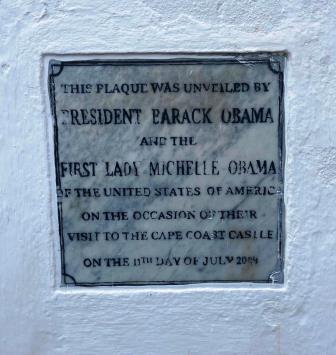 THIS PLAQUE WAS UNVEILED BY
PRESIDENT BARACK OBAMA
AND THE
FIRST LADY MICHELLE OBAMA
OF THE UNITED STATES OF AMERICA
ON THE OCCASION OF THEIR
VISIT TO THE CAPE COAST CASTLE
ON THE 11TH DAY OF JULY 2009